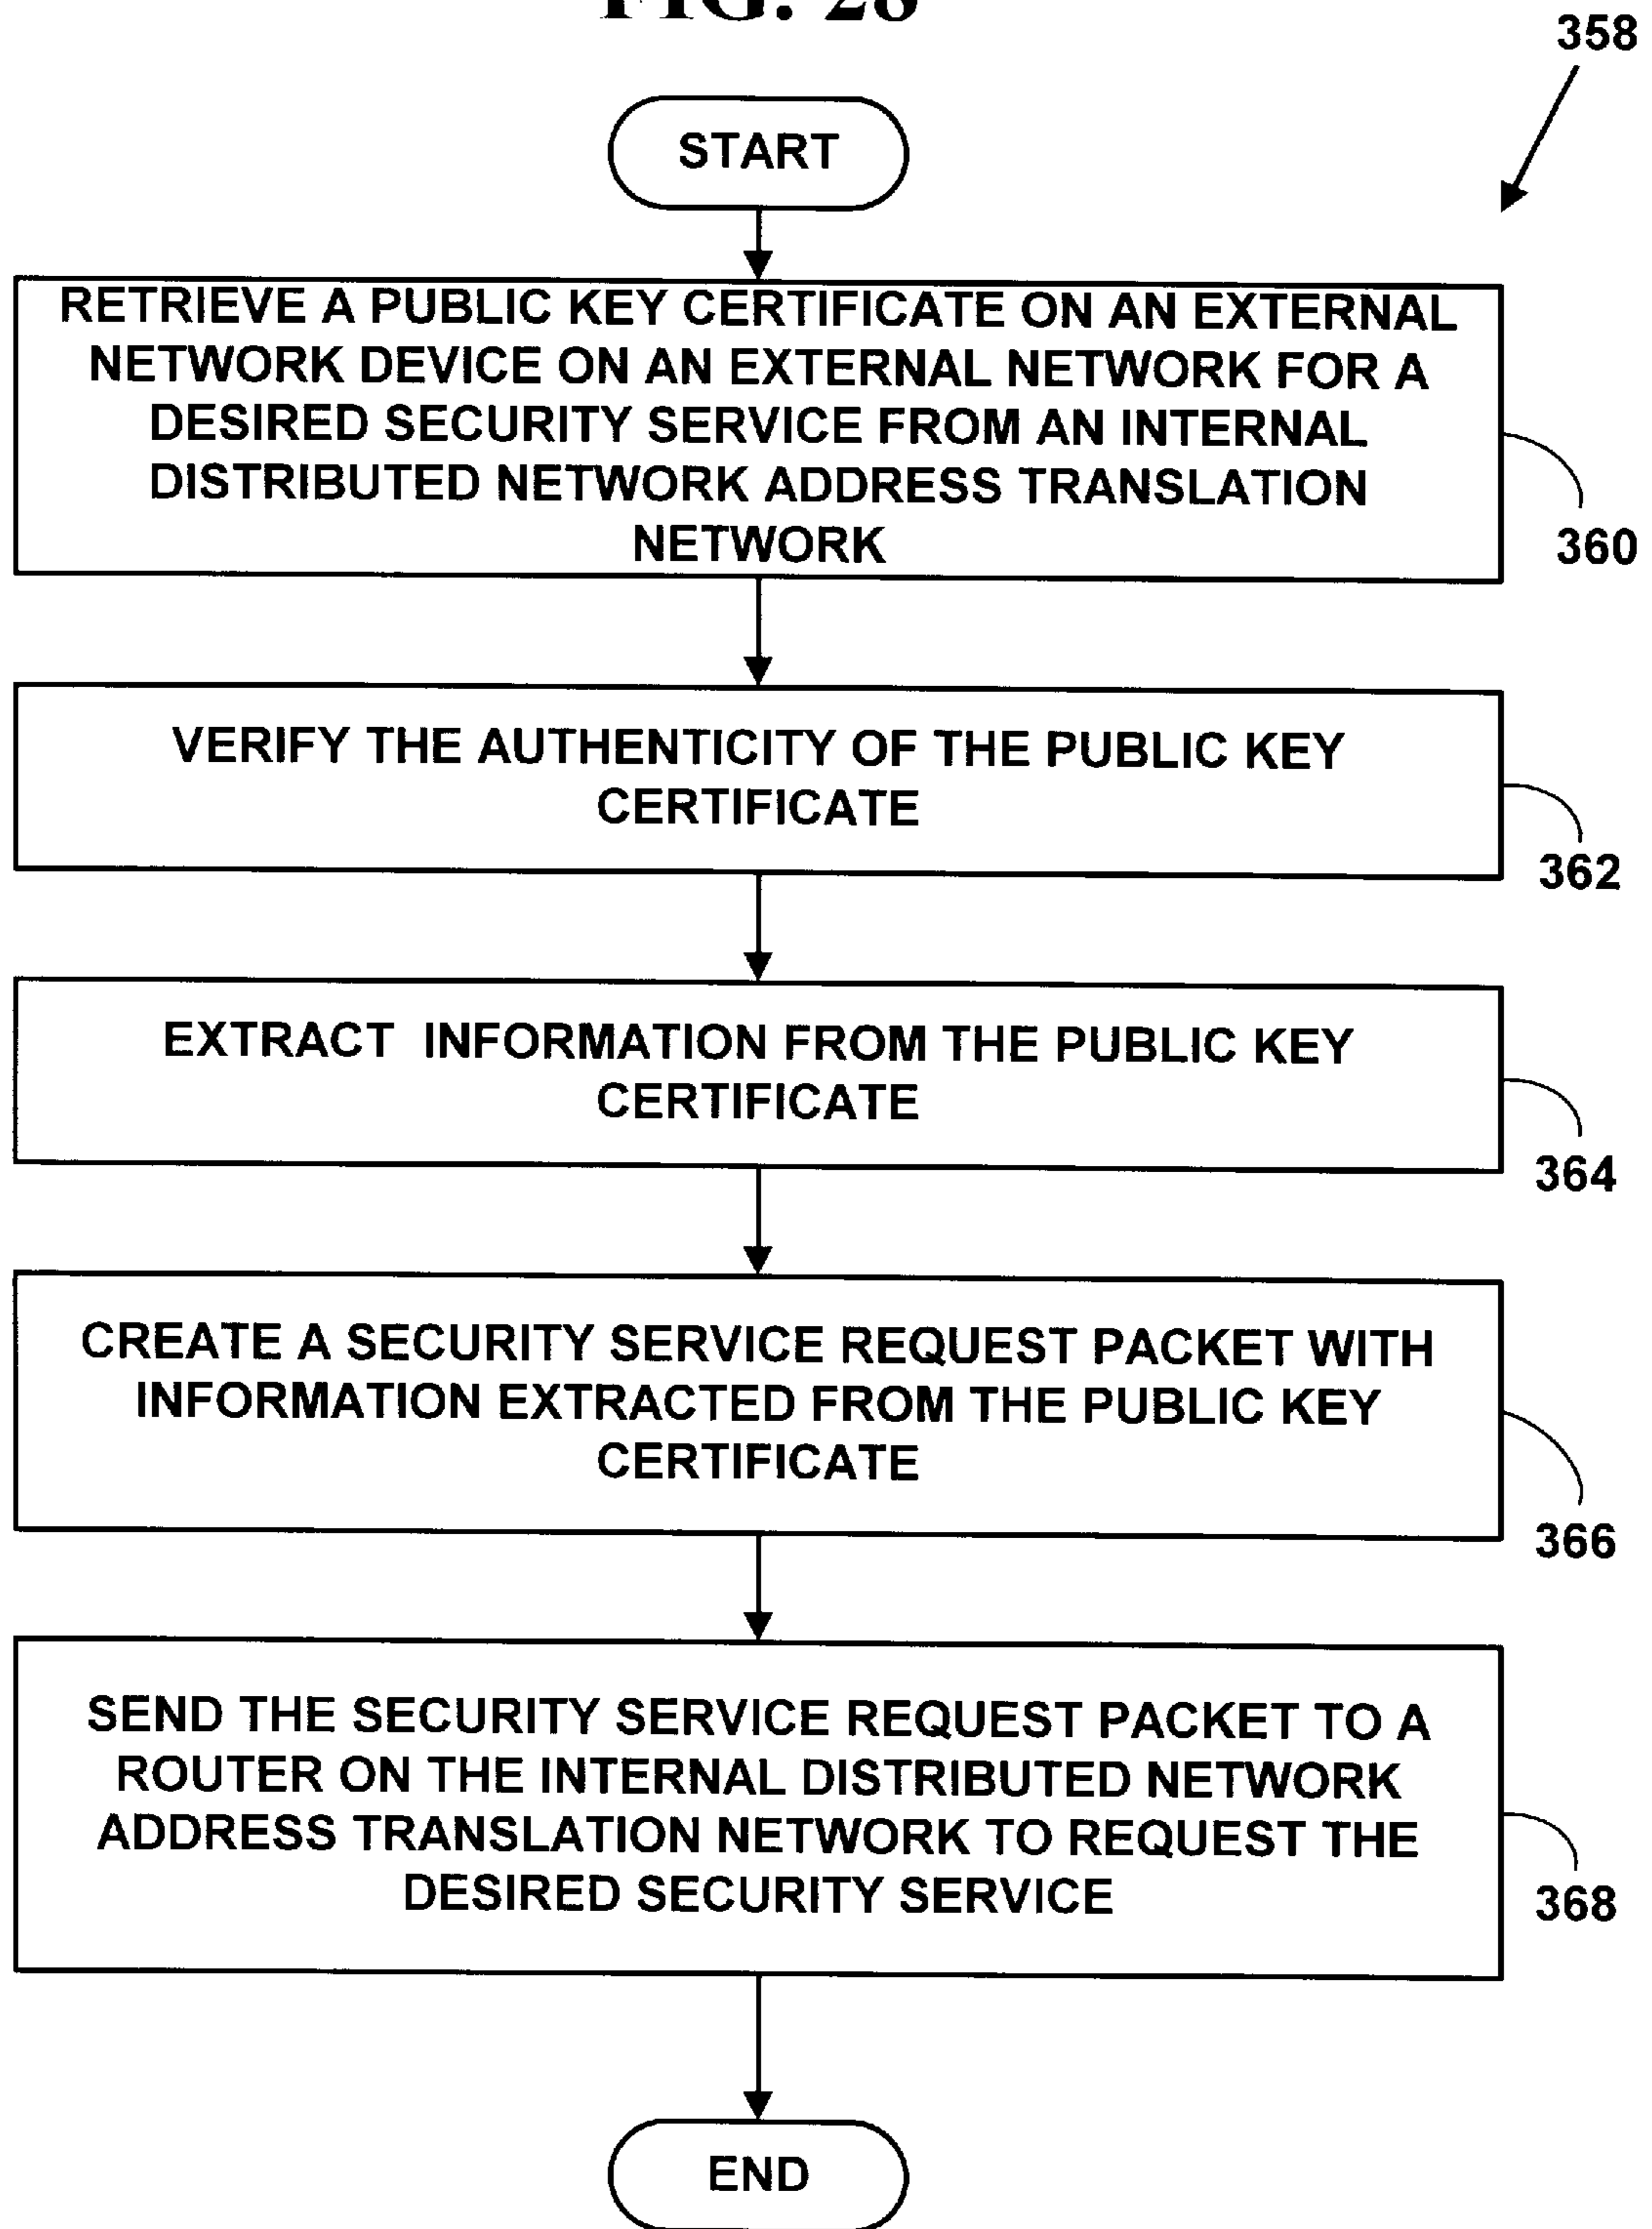 FIG. 28
358
START
RETRIEVE A PUBLIC KEY CERTIFICATE ON AN EXTERNAL
NETWORK DEVICE ON AN EXTERNAL NETWORK FOR A
DESIRED SECURITY SERVICE FROM AN INTERNAL
DISTRIBUTED NETWORK ADDRESS TRANSLATION
NETWORK
360
VERIFY THE AUTHENTICITY OF THE PUBLIC KEY
CERTIFICATE
362
EXTRACT INFORMATION FROM THE PUBLIC KEY
CERTIFICATE
364
CREATE A SECURITY SERVICE REQUEST PACKET WITH
INFORMATION EXTRACTED FROM THE PUBLIC KEY
CERTIFICATE
366
SEND THE SECURITY SERVICE REQUEST PACKET TO A
ROUTER ON THE INTERNAL DISTRIBUTED NETWORK
ADDRESS TRANSLATION NETWORK TO REQUEST THE
DESIRED SECURITY SERVICE
368
END